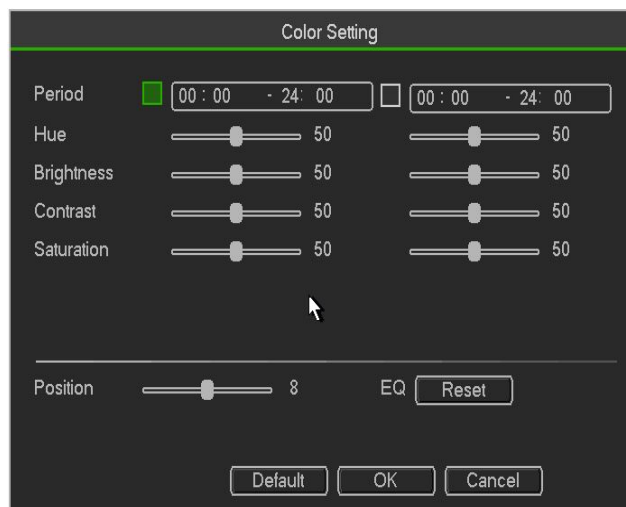 Color Setting
Period 00 : 00 - 24: 00 00 : 00 - 24: 00
Hue 50 50
Brightness 50 50
Contrast 50 50
Saturation 50 50
Position 8 EQ Reset
Default OK Cancel